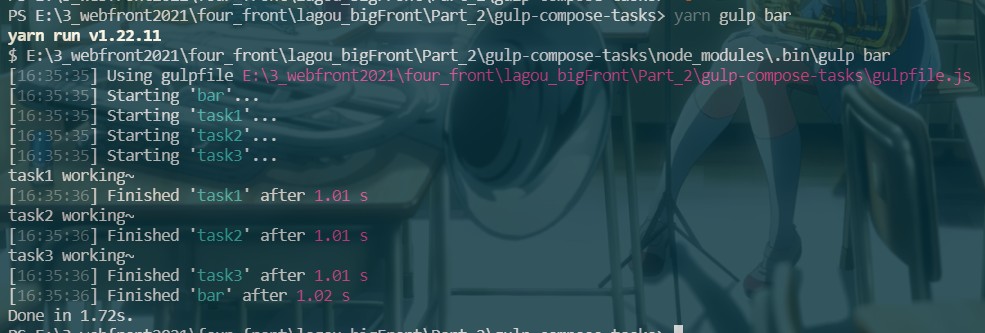 PS E:\3_webfront2021\four_front\lagou_bigFront\Part_2\gulp-compose-tasks> yarn gulp bar
yarn run v1.22.11
$ E:\3_webfront2021\four_front\lagou_bigFront\Part_2\gulp-compose-tasks\node_modules\.bin\gulp bar
[16:35:35] Using gulpfile E:\3_webfront2021\four_front\lagou_bigFront\Part_2\gulp-compose-tasks\gulpfile.js
[16:35:35] Starting 'bar'...
[16:35:35] Starting 'task1'...
[16:35:35] Starting 'task2'...
[16:35:35] Starting 'task3'...
task1 working~
[16:35:36] Finished 'task1' after 1.01 s
task2 working~
[16:35:36] Finished 'task2' after 1.01 s
task3 working~
[16:35:36] Finished 'task3' after 1.01 s
[16:35:36] Finished 'bar' after 1.02 s
Done in 1.72s.
PS E:\3_webfront2021\four_front\lagou_bigFront\Part_2\gulp-compose-tasks>